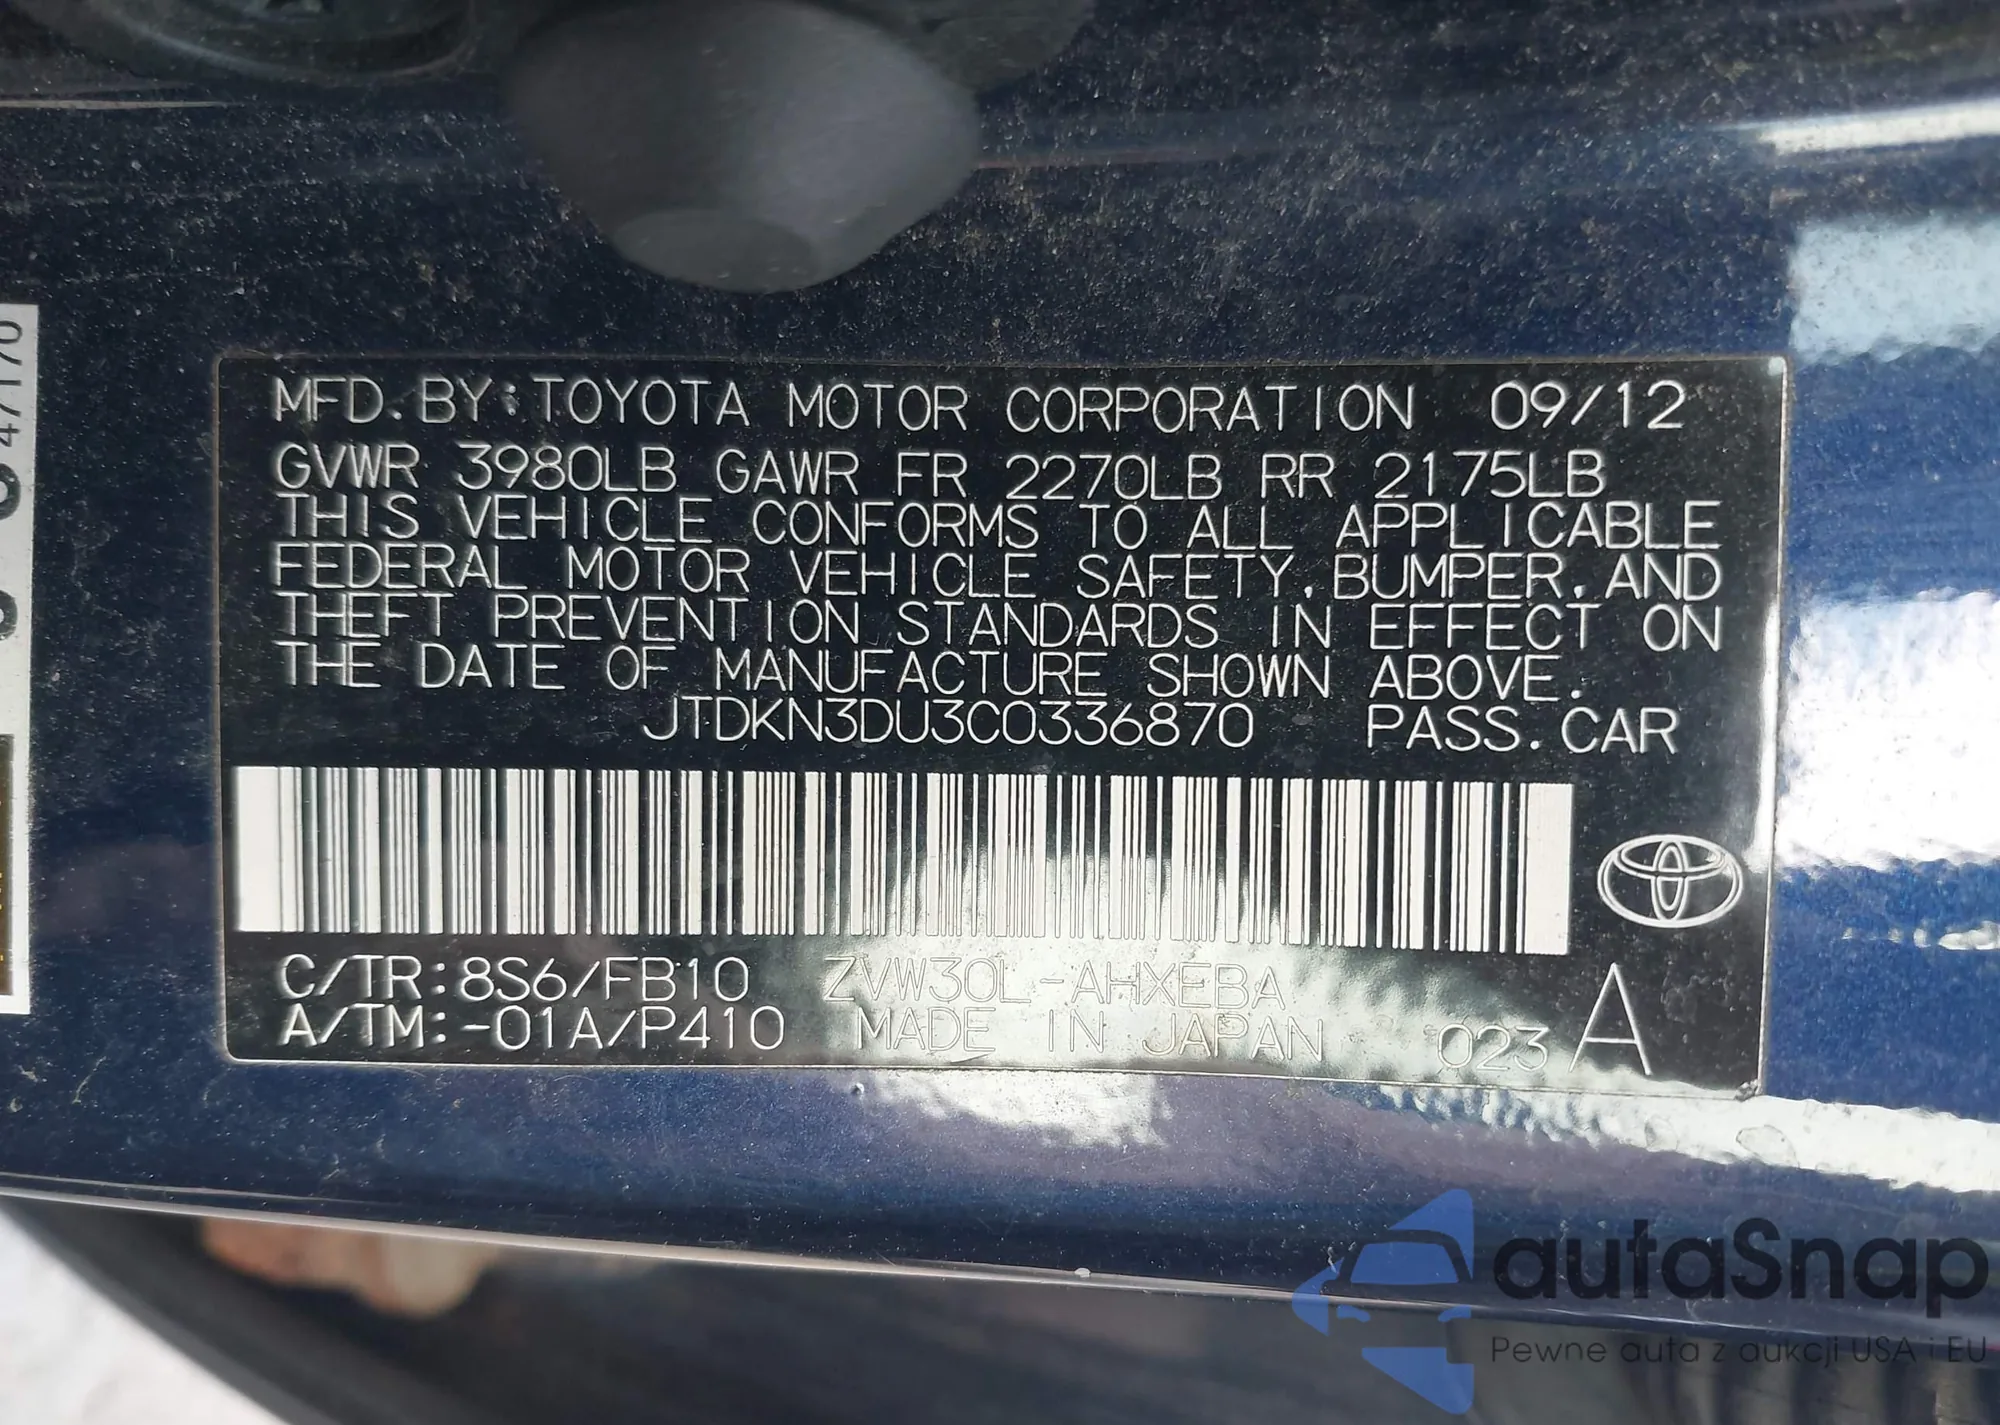 MFD. BY: TOYOTA MOTOR CORPORATION 09/12
GVWR 3980LB GAWR FR 2270LB RR 2175LB
THIS VEHICLE CONFORMS TO ALL APPLICABLE
FEDERAL MOTOR VEHICLE SAFETY, BUMPER, AND
THEFT PREVENTION STANDARDS IN EFFECT ON
THE DATE OF MANUFACTURE SHOWN ABOVE.
JTDKN3DU3C0336870 PASS. CAR
C/TR: 8S6/FB10 ZVW30L-AHXEBA
A/TM: -01A/P410 MADE IN JAPAN 023 A
47170
autaSnap
Pewne auta z aukcji USA i EU